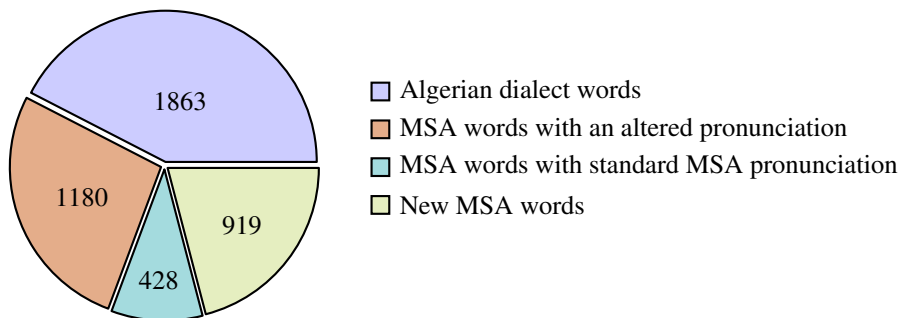 1863
1180
428
919
Algerian dialect words
MSA words with an altered pronunciation
MSA words with standard MSA pronunciation
New MSA words